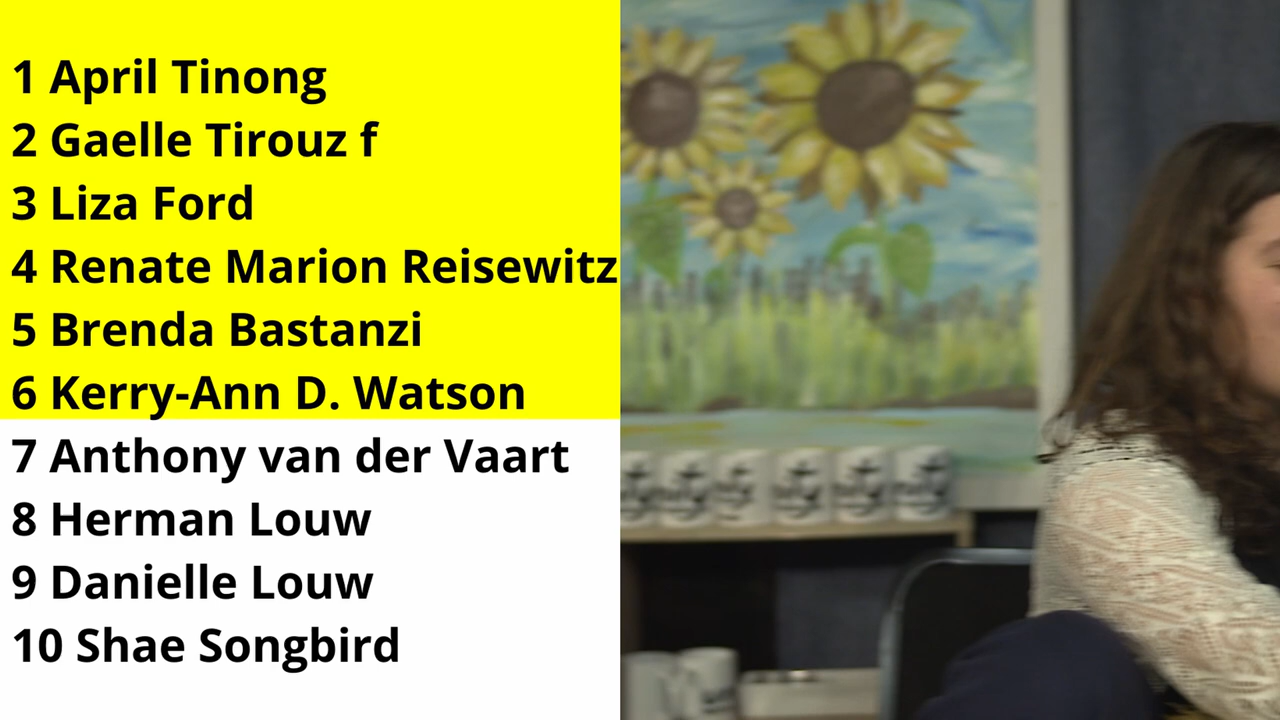 1 April Tinong
2 Gaelle Tirouz f
3 Liza Ford
4 Renate Marion Reisewitz
5 Brenda Bastanzi
6 Kerry-Ann D. Watson
7 Anthony van der Vaart
8 Herman Louw
9 Danielle Louw
10 Shae Songbird